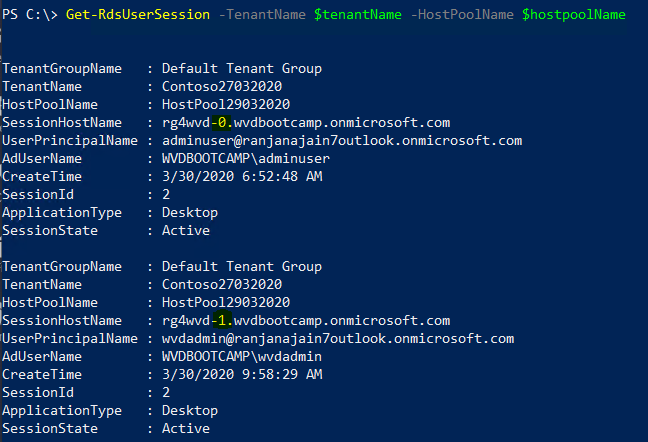 PS C:\> Get-RdsUserSession -TenantName $tenantName -HostPoolName $hostpoolName
TenantGroupName   : Default Tenant Group
TenantName        : Contoso27032020
HostPoolName      : HostPool29032020
SessionHostName   : rg4wvd-0.wvdbootcamp.onmicrosoft.com
UserPrincipalName : adminuser@ranjanajain7outlook.onmicrosoft.com
AdUserName        : WVDBOOTCAMP\adminuser
CreateTime        : 3/30/2020 6:52:48 AM
SessionId         : 2
ApplicationType   : Desktop
SessionState      : Active
TenantGroupName   : Default Tenant Group
TenantName        : Contoso27032020
HostPoolName      : HostPool29032020
SessionHostName   : rg4wvd-1.wvdbootcamp.onmicrosoft.com
UserPrincipalName : wvdadmin@ranjanajain7outlook.onmicrosoft.com
AdUserName        : WVDBOOTCAMP\wvdadmin
CreateTime        : 3/30/2020 9:58:29 AM
SessionId         : 2
ApplicationType   : Desktop
SessionState      : Active